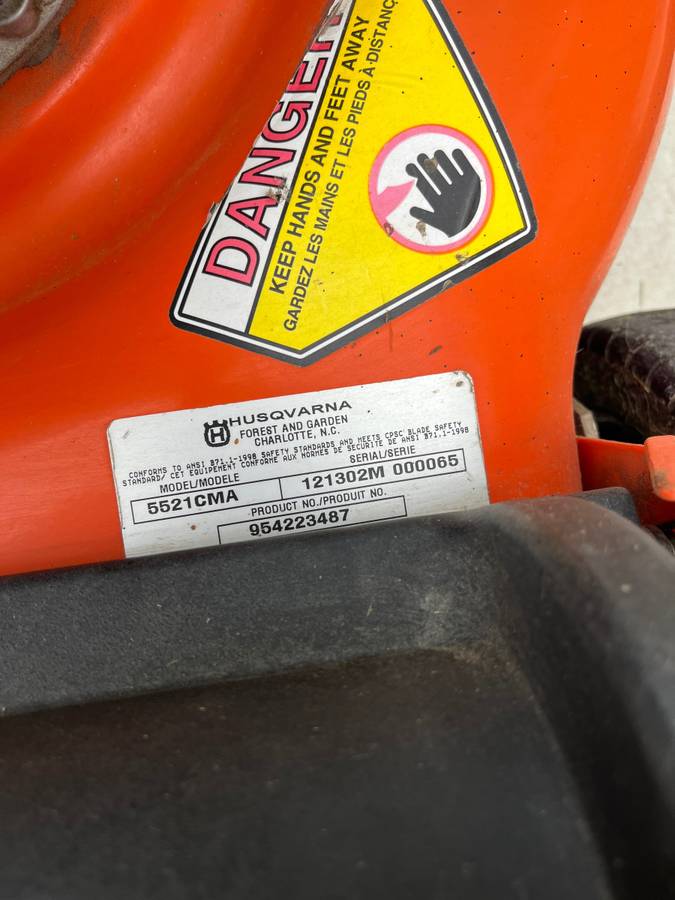 DANGER
KEEP HANDS AND FEET AWAY
GARDEZ LES MAINS ET LES PIEDS À DISTANC
HUSQVARNA
FOREST AND GARDEN
CHARLOTTE, N.C.
CONFORMS TO ANSI B71.1-1998 SAFETY STANDARDS AND MEETS CPSC BLADE SAFETY
STANDARD/ CET EQUIPEMENT CONFORME AUX NORMES DE SECURITE DE ANSI B71.1-1998
MODEL/MODELE SERIAL/SERIE
5521CMA 121302M 000065
PRODUCT NO./PRODUIT NO.
954223487